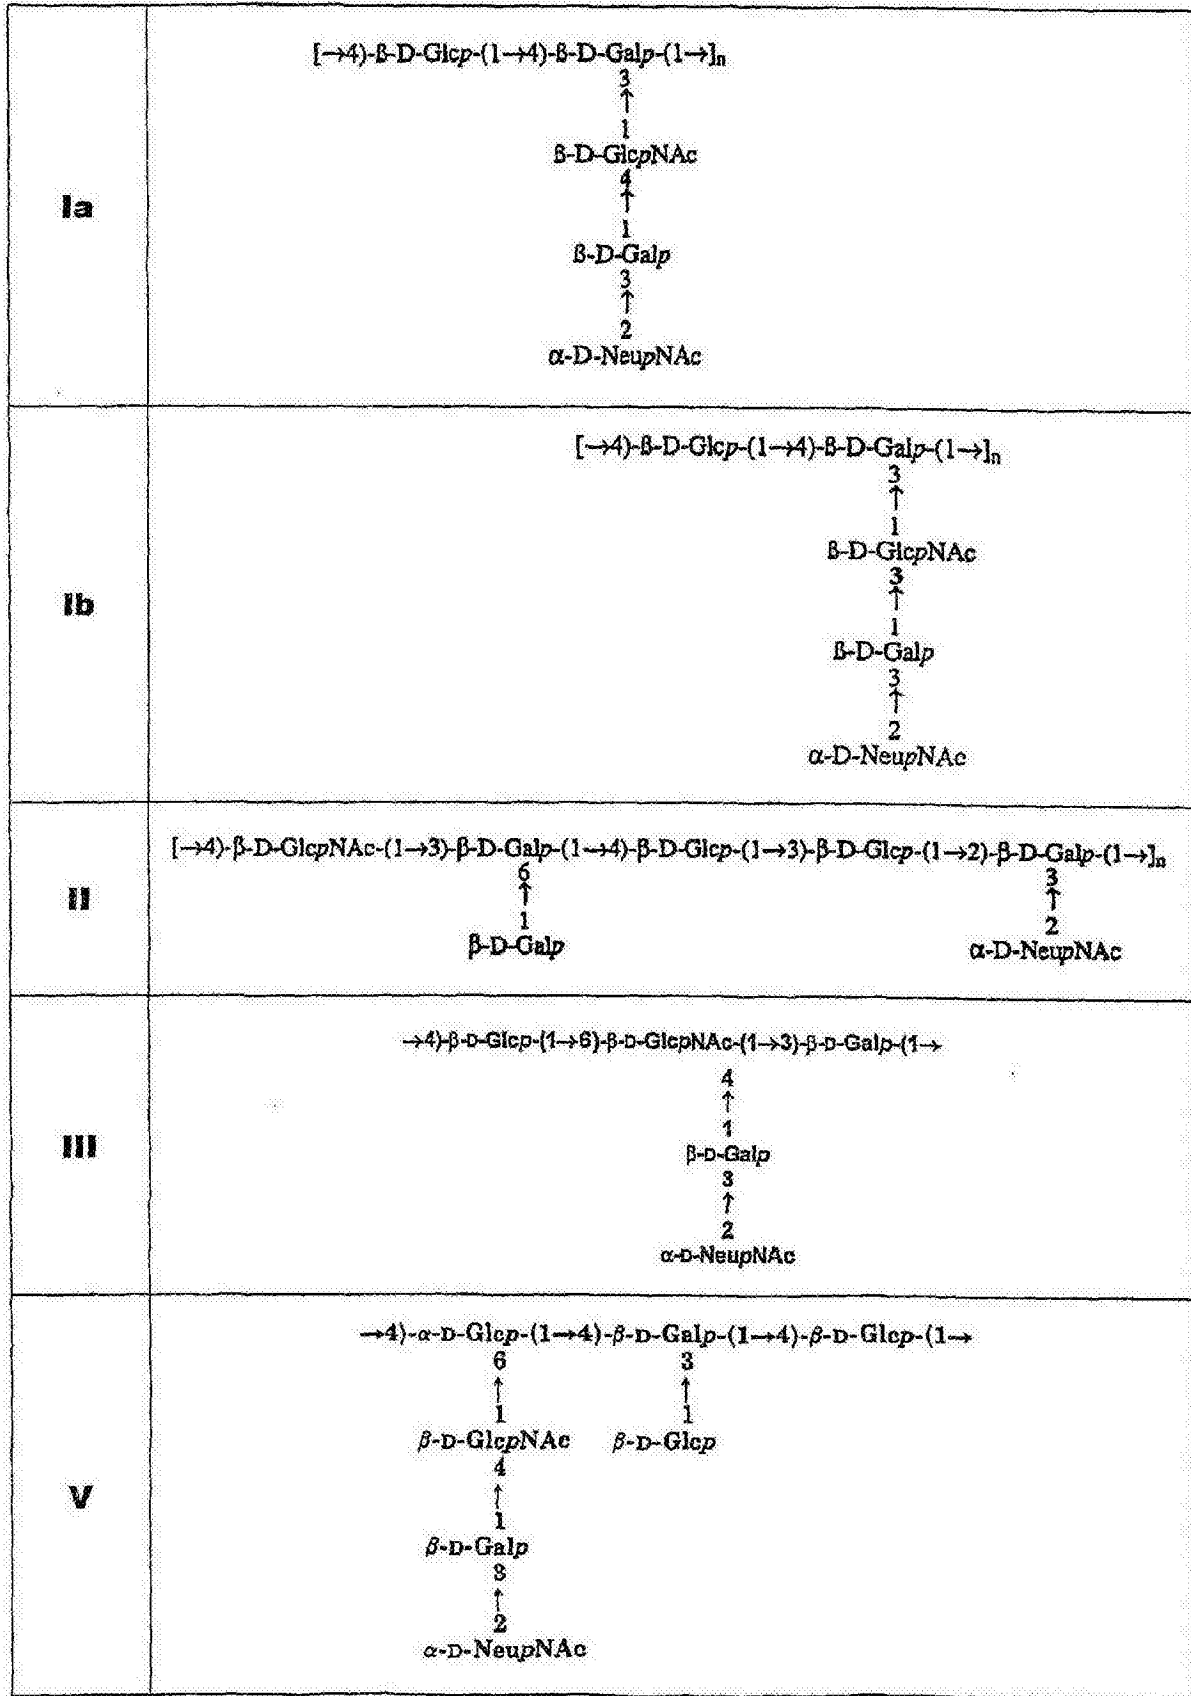 [→4)-ß-D-Glcp-(1→4)-ß-D-Galp-(1→]n
3
↑
1
ß-D-GlcpNAc
4
↑
1
ß-D-Galp
3
↑
2
α-D-NeupNAc
Ia
[→4)-ß-D-Glcp-(1→4)-ß-D-Galp-(1→]n
3
↑
1
ß-D-GlcpNAc
3
↑
1
ß-D-Galp
3
↑
2
α-D-NeupNAc
Ib
[→4)-β-D-GlcpNAc-(1→3)-β-D-Galp-(1→4)-β-D-Glcp-(1→3)-β-D-Glcp-(1→2)-β-D-Galp-(1→]n
6 3
↑ ↑
1 2
β-D-Galp α-D-NeupNAc
II
→4)-β-D-Glcp-(1→6)-β-D-GlcpNAc-(1→3)-β-D-Galp-(1→
4
↑
1
β-D-Galp
3
↑
2
α-D-NeupNAc
III
→4)-α-D-Glcp-(1→4)-β-D-Galp-(1→4)-β-D-Glcp-(1→
6 3
↑ ↑
1 1
β-D-GlcpNAc β-D-Glcp
4
↑
1
β-D-Galp
3
↑
2
α-D-NeupNAc
V